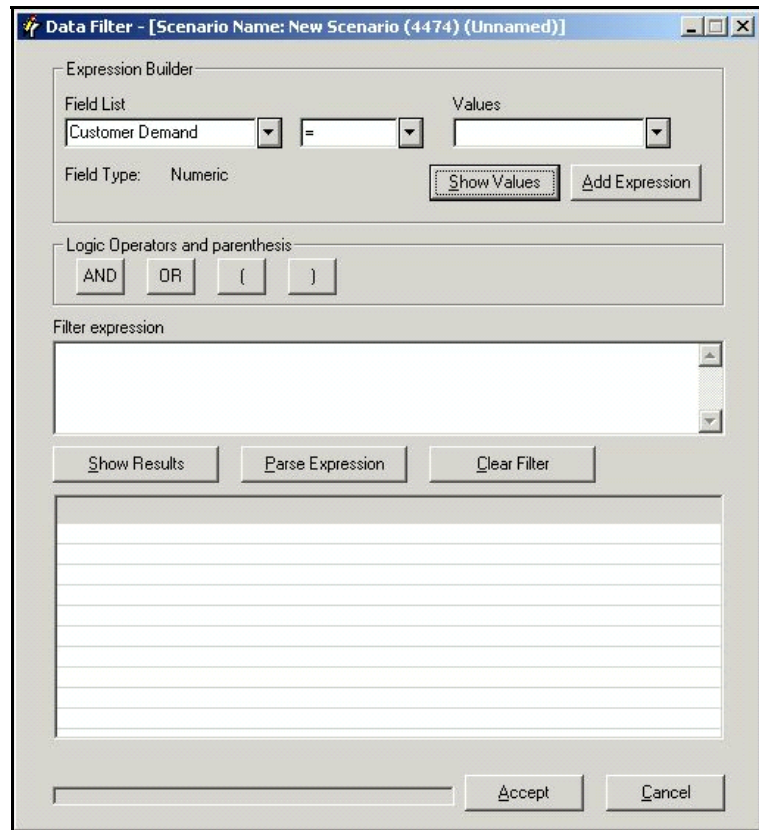 Data Filter - [Scenario Name: New Scenario (4474) (Unnamed)]
Expression Builder
Field List
Values
Customer Demand
=
Field Type: Numeric
Show Values
Add Expression
Logic Operators and parenthesis
AND
OR
(
)
Filter expression
Show Results
Parse Expression
Clear Filter
Accept
Cancel